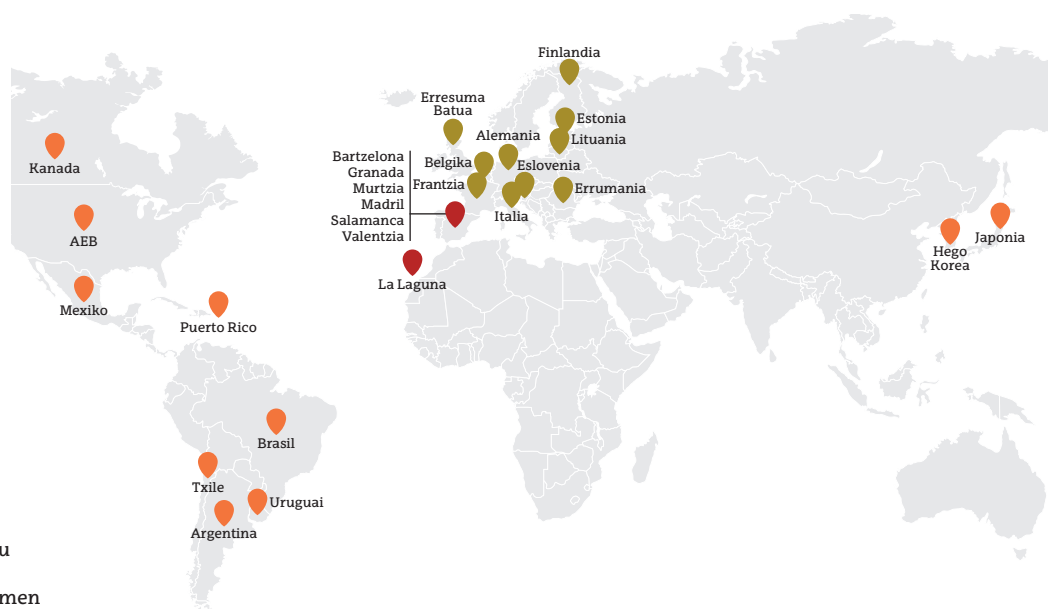 Finlandia
Erresuma
Batua
Estonia
Alemania
Lituania
Bartzelona
Granada
Murtzia
Madril
Salamanca
Valentzia
Belgika
Eslovenia
Frantzia
Errumania
Italia
La Laguna
Kanada
AEB
Mexiko
Puerto Rico
Brasil
Txile
Uruguai
Argentina
Japonia
Hego
Korea
u
men